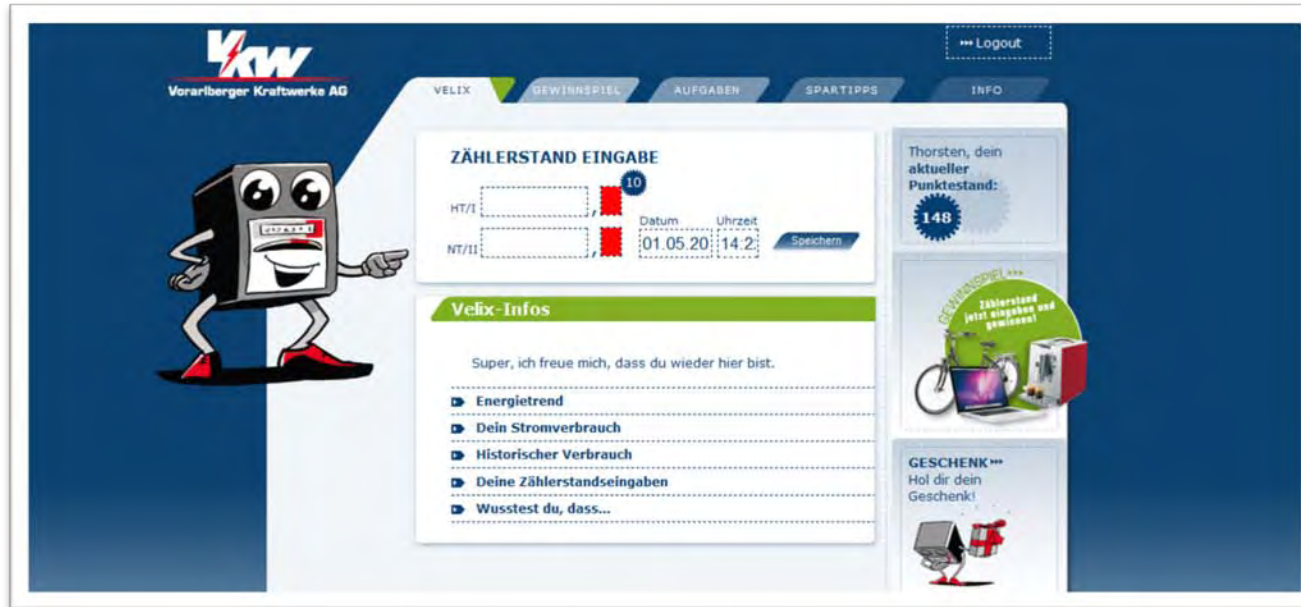 VKW
Vorarlberger Kraftwerke AG
››› Logout
VELIX
GEWINNSPIEL
AUFGABEN
SPARTIPPS
INFO
ZÄHLERSTAND EINGABE
10
HT/I ,
Datum Uhrzeit
NT/II , 01.05.20 14:2 Speichern
Velix-Infos
Super, ich freue mich, dass du wieder hier bist.
Energietrend
Dein Stromverbrauch
Historischer Verbrauch
Deine Zählerstandseingaben
Wusstest du, dass...
Thorsten, dein
aktueller
Punktestand:
148
GEWINNSPIEL ›››
Zählerstand
jetzt eingeben und
gewinnen!
GESCHENK ›››
Hol dir dein
Geschenk!